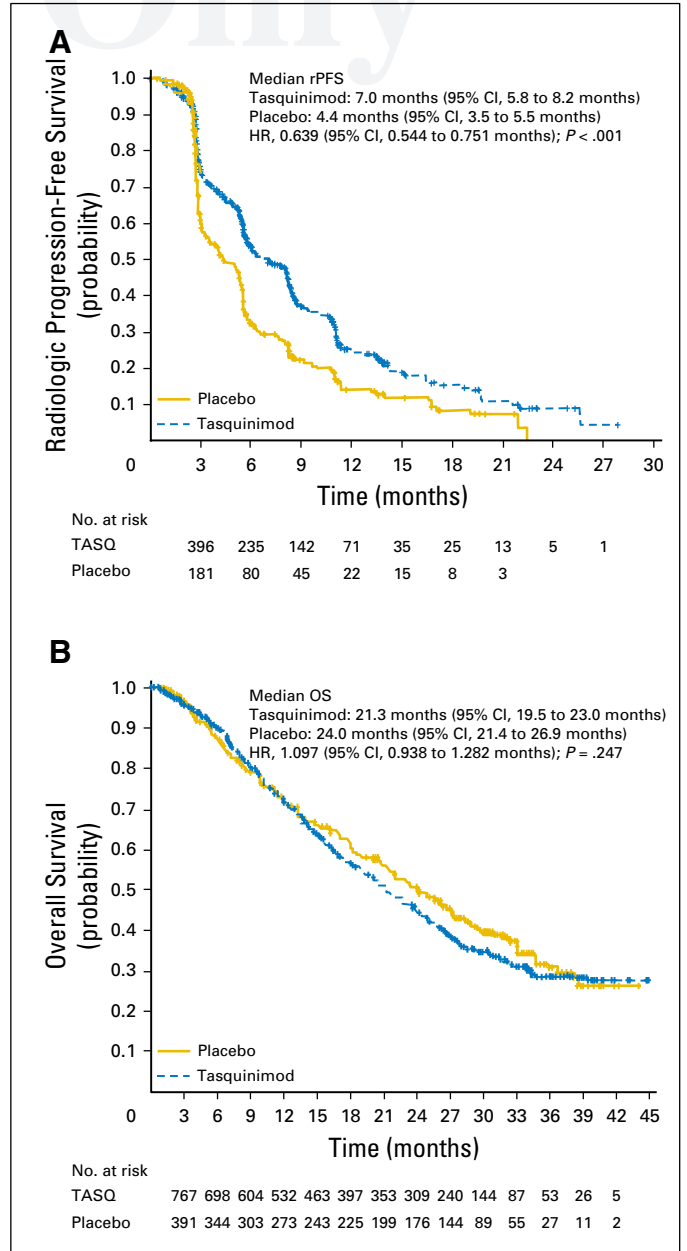 Only
A
Radiologic Progression-Free Survival
(probability)
Median rPFS
Tasquinimod: 7.0 months (95% CI, 5.8 to 8.2 months)
Placebo: 4.4 months (95% CI, 3.5 to 5.5 months)
HR, 0.639 (95% CI, 0.544 to 0.751 months); P < .001
1.0
0.9
0.8
0.7
0.6
0.5
0.4
0.3
0.2
0.1
Placebo
Tasquinimod
0 3 6 9 12 15 18 21 24 27 30
Time (months)
No. at risk
TASQ 396 235 142 71 35 25 13 5 1
Placebo 181 80 45 22 15 8 3
B
Overall Survival
(probability)
Median OS
Tasquinimod: 21.3 months (95% CI, 19.5 to 23.0 months)
Placebo: 24.0 months (95% CI, 21.4 to 26.9 months)
HR, 1.097 (95% CI, 0.938 to 1.282 months); P = .247
1.0
0.9
0.8
0.7
0.6
0.5
0.4
0.3
0.2
0.1
Placebo
Tasquinimod
0 3 6 9 12 15 18 21 24 27 30 33 36 39 42 45
Time (months)
No. at risk
TASQ 767 698 604 532 463 397 353 309 240 144 87 53 26 5
Placebo 391 344 303 273 243 225 199 176 144 89 55 27 11 2